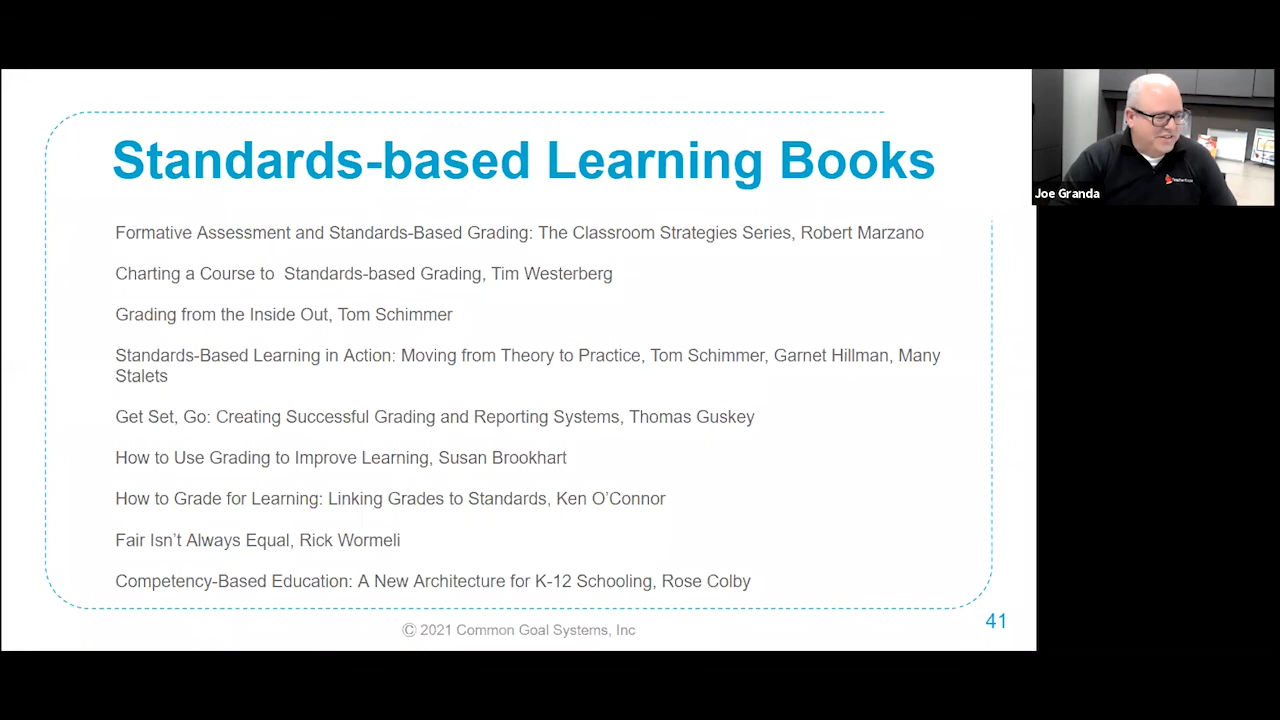 Standards-based Learning Books
Formative Assessment and Standards-Based Grading: The Classroom Strategies Series, Robert Marzano
Charting a Course to  Standards-based Grading, Tim Westerberg
Grading from the Inside Out, Tom Schimmer
Standards-Based Learning in Action: Moving from Theory to Practice, Tom Schimmer, Garnet Hillman, Many
Stalets
Get Set, Go: Creating Successful Grading and Reporting Systems, Thomas Guskey
How to Use Grading to Improve Learning, Susan Brookhart
How to Grade for Learning: Linking Grades to Standards, Ken O’Connor
Fair Isn’t Always Equal, Rick Wormeli
Competency-Based Education: A New Architecture for K-12 Schooling, Rose Colby
© 2021 Common Goal Systems, Inc
41
Joe Granda